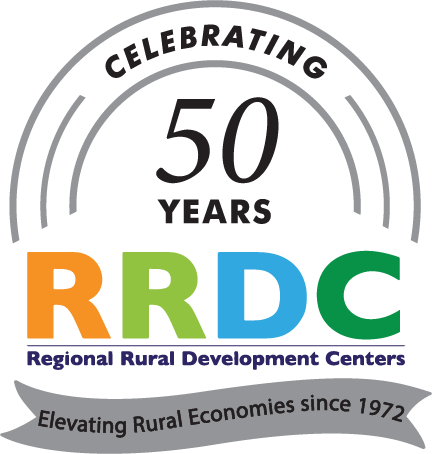 CELEBRATING
50
YEARS
RRDC
Regional Rural Development Centers
Elevating Rural Economies since 1972